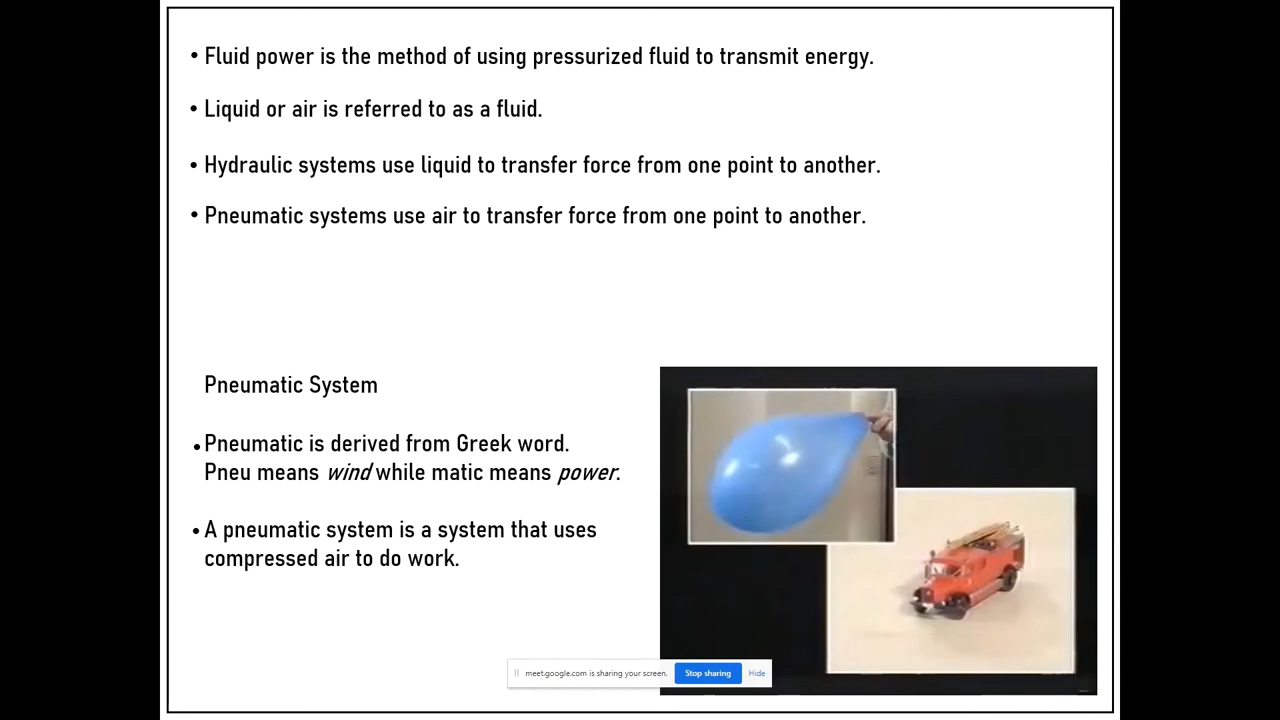 • Fluid power is the method of using pressurized fluid to transmit energy.
• Liquid or air is referred to as a fluid.
• Hydraulic systems use liquid to transfer force from one point to another.
• Pneumatic systems use air to transfer force from one point to another.
Pneumatic System
• Pneumatic is derived from Greek word.
Pneu means wind while matic means power.
• A pneumatic system is a system that uses
compressed air to do work.
meet.google.com is sharing your screen. Stop sharing Hide